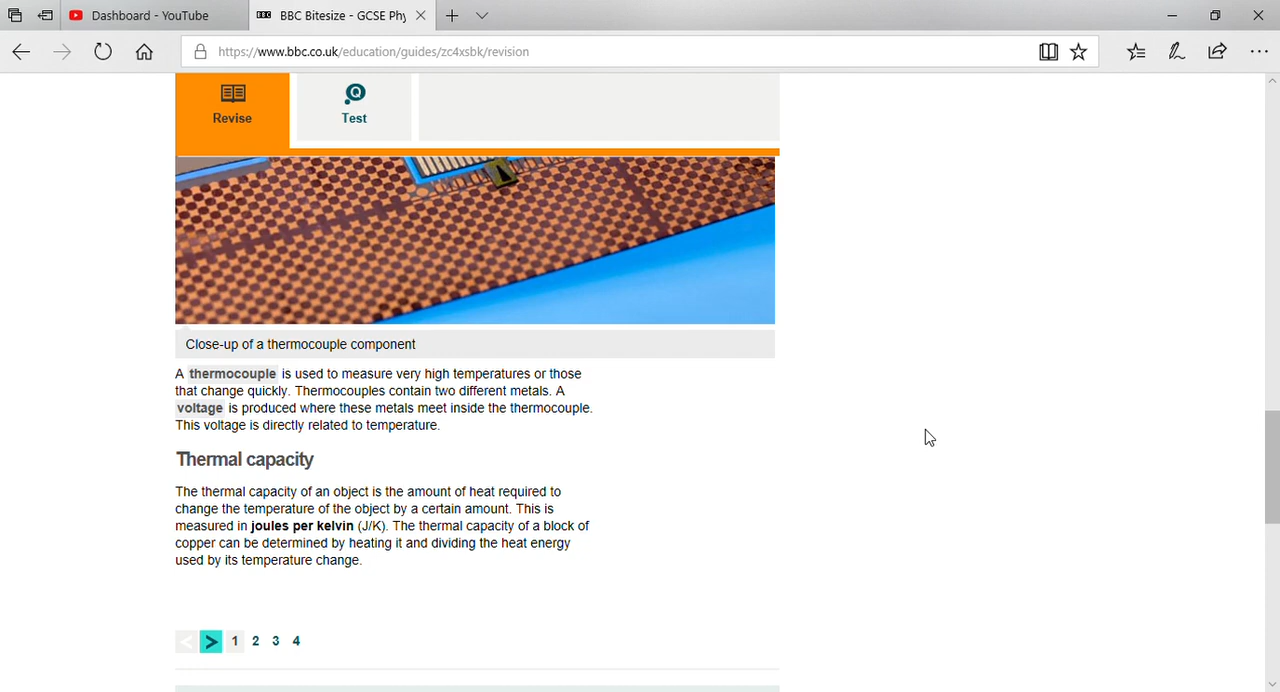 Dashboard - YouTube
BBC Bitesize - GCSE Phy
https://www.bbc.co.uk/education/guides/zc4xsbk/revision
Revise
Test
Close-up of a thermocouple component
A thermocouple is used to measure very high temperatures or those
that change quickly. Thermocouples contain two different metals. A
voltage is produced where these metals meet inside the thermocouple.
This voltage is directly related to temperature.
Thermal capacity
The thermal capacity of an object is the amount of heat required to
change the temperature of the object by a certain amount. This is
measured in joules per kelvin (J/K). The thermal capacity of a block of
copper can be determined by heating it and dividing the heat energy
used by its temperature change.
< > 1 2 3 4